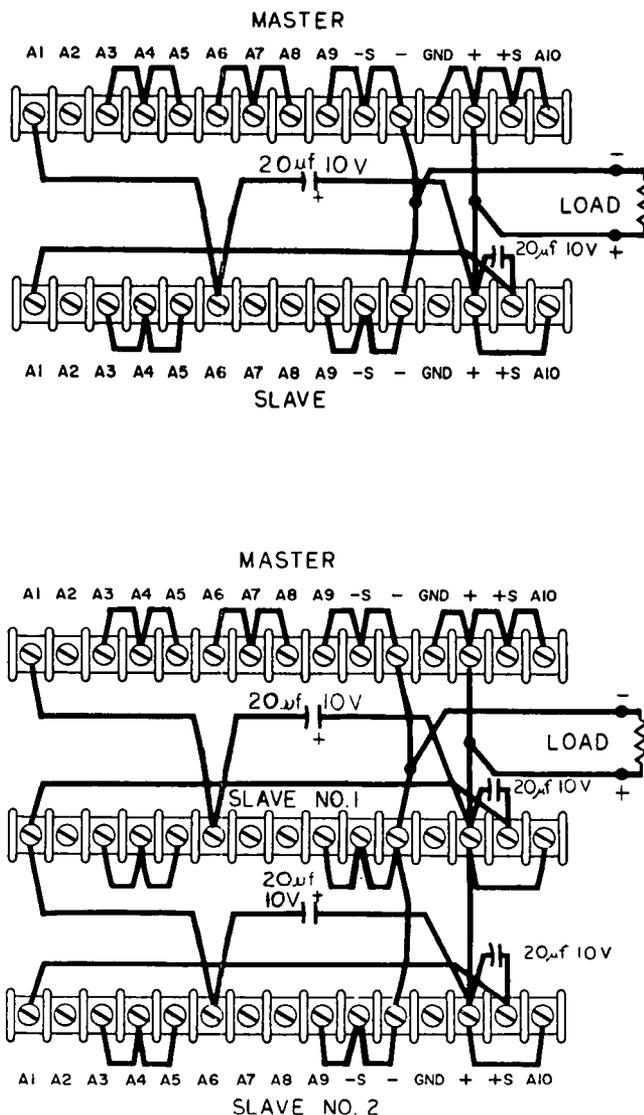 MASTER
A1 A2 A3 A4 A5 A6 A7 A8 A9 -S - GND + +S A10
20µf 10V
+
-
LOAD
+
20µf 10V
A1 A2 A3 A4 A5 A6 A7 A8 A9 -S - GND + +S A10
SLAVE
MASTER
A1 A2 A3 A4 A5 A6 A7 A8 A9 -S - GND + +S A10
20µf 10V
+
-
LOAD
+
20µf 10V
SLAVE NO. 1
20µf
10V +
20µf 10V
A1 A2 A3 A4 A5 A6 A7 A8 A9 -S - GND + +S A10
SLAVE NO. 2